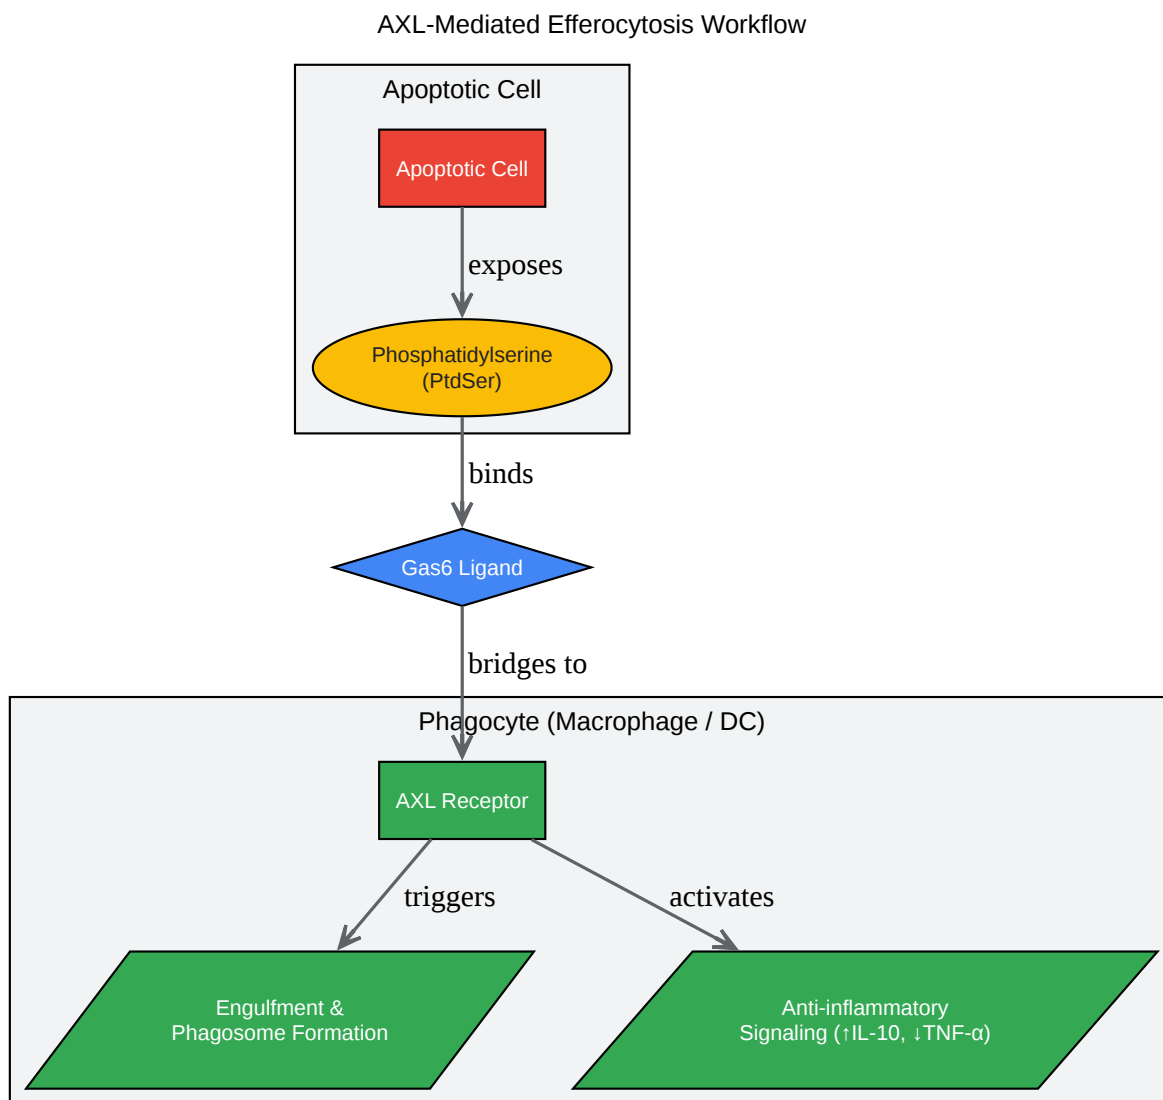 AXL-Mediated Efferocytosis Workflow
Apoptotic Cell
Apoptotic Cell
exposes
Phosphatidylserine
(PtdSer)
binds
Gas6 Ligand
bridges to
Phagocyte (Macrophage / DC)
AXL Receptor
triggers
activates
Engulfment &
Phagosome Formation
Anti-inflammatory
Signaling (↑IL-10, ↓TNF-α)